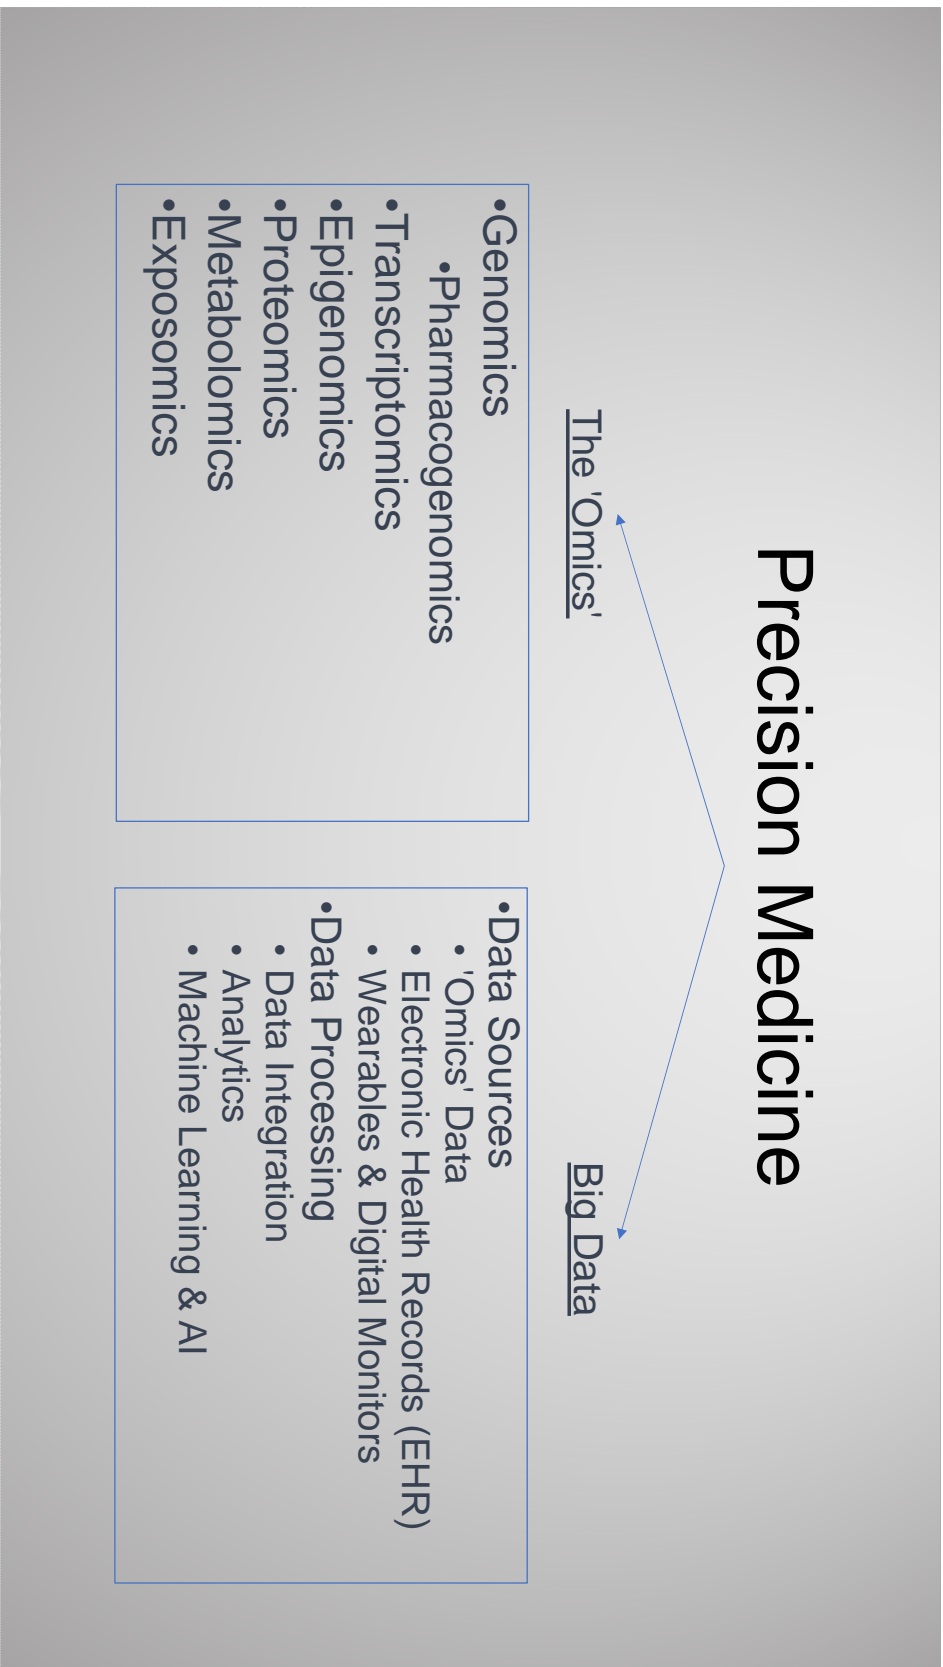 Precision Medicine
The 'Omics'
•Genomics
•Pharmacogenomics
•Transcriptomics
•Epigenomics
•Proteomics
•Metabolomics
•Exposomics
Big Data
•Data Sources
• 'Omics' Data
• Electronic Health Records (EHR)
• Wearables & Digital Monitors
•Data Processing
• Data Integration
• Analytics
• Machine Learning & AI